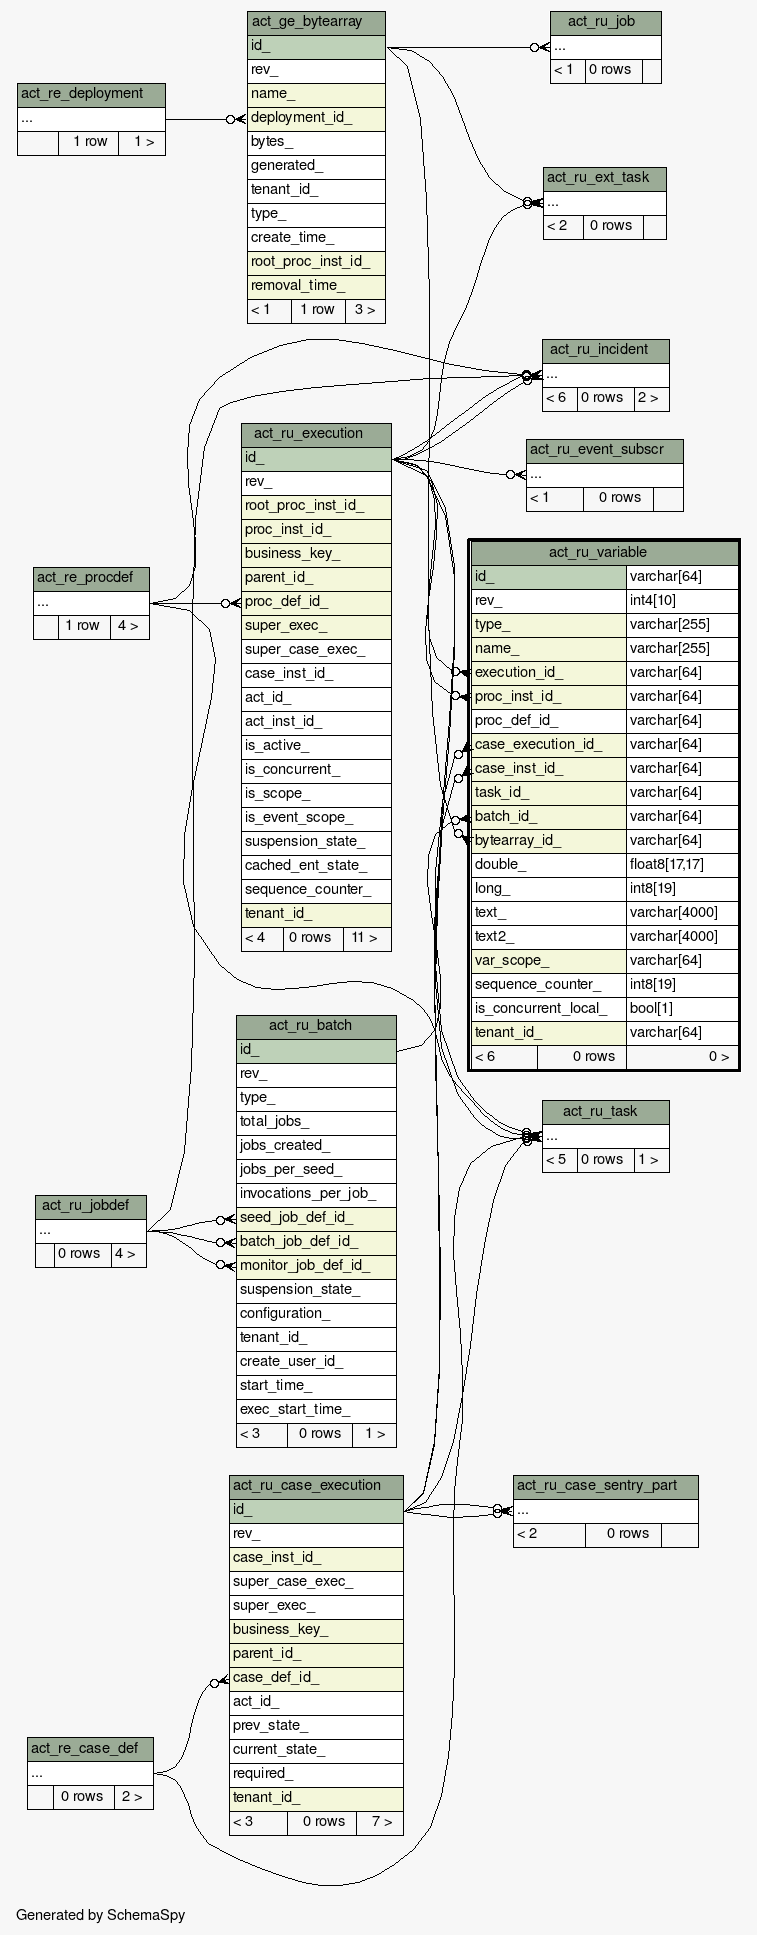 act_ge_bytearray
id_
rev_
name_
deployment_id_
bytes_
generated_
tenant_id_
type_
create_time_
root_proc_inst_id_
removal_time_
< 1 1 row 3 >
act_ru_job
...
< 1 0 rows
act_re_deployment
...
1 row 1 >
act_ru_ext_task
...
< 2 0 rows
act_ru_incident
...
< 6 0 rows 2 >
act_ru_execution
id_
rev_
root_proc_inst_id_
proc_inst_id_
business_key_
parent_id_
proc_def_id_
super_exec_
super_case_exec_
case_inst_id_
act_id_
act_inst_id_
is_active_
is_concurrent_
is_scope_
is_event_scope_
suspension_state_
cached_ent_state_
sequence_counter_
tenant_id_
< 4 0 rows 11 >
act_ru_event_subscr
...
< 1 0 rows
act_re_procdef
...
1 row 4 >
act_ru_variable
id_ varchar[64]
rev_ int4[10]
type_ varchar[255]
name_ varchar[255]
execution_id_ varchar[64]
proc_inst_id_ varchar[64]
proc_def_id_ varchar[64]
case_execution_id_ varchar[64]
case_inst_id_ varchar[64]
task_id_ varchar[64]
batch_id_ varchar[64]
bytearray_id_ varchar[64]
double_ float8[17,17]
long_ int8[19]
text_ varchar[4000]
text2_ varchar[4000]
var_scope_ varchar[64]
sequence_counter_ int8[19]
is_concurrent_local_ bool[1]
tenant_id_ varchar[64]
< 6 0 rows 0 >
act_ru_batch
id_
rev_
type_
total_jobs_
jobs_created_
jobs_per_seed_
invocations_per_job_
seed_job_def_id_
batch_job_def_id_
monitor_job_def_id_
suspension_state_
configuration_
tenant_id_
create_user_id_
start_time_
exec_start_time_
< 3 0 rows 1 >
act_ru_task
...
< 5 0 rows 1 >
act_ru_jobdef
...
0 rows 4 >
act_ru_case_execution
id_
rev_
case_inst_id_
super_case_exec_
super_exec_
business_key_
parent_id_
case_def_id_
act_id_
prev_state_
current_state_
required_
tenant_id_
< 3 0 rows 7 >
act_ru_case_sentry_part
...
< 2 0 rows
act_re_case_def
...
0 rows 2 >
Generated by SchemaSpy